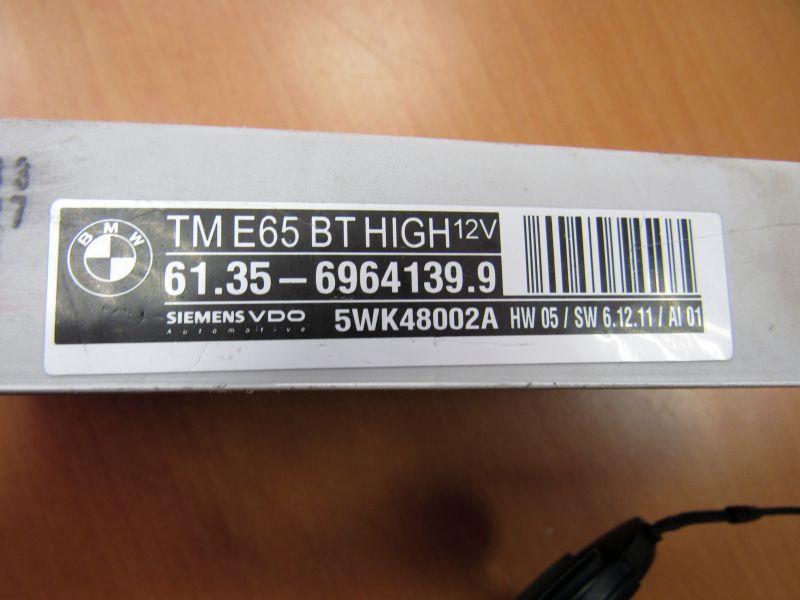 BMW
TM E65 BT HIGH 12V
61.35 – 6964139.9
SIEMENS VDO
Automotive
5WK48002A HW 05 / SW 6.12.11 / AI 01